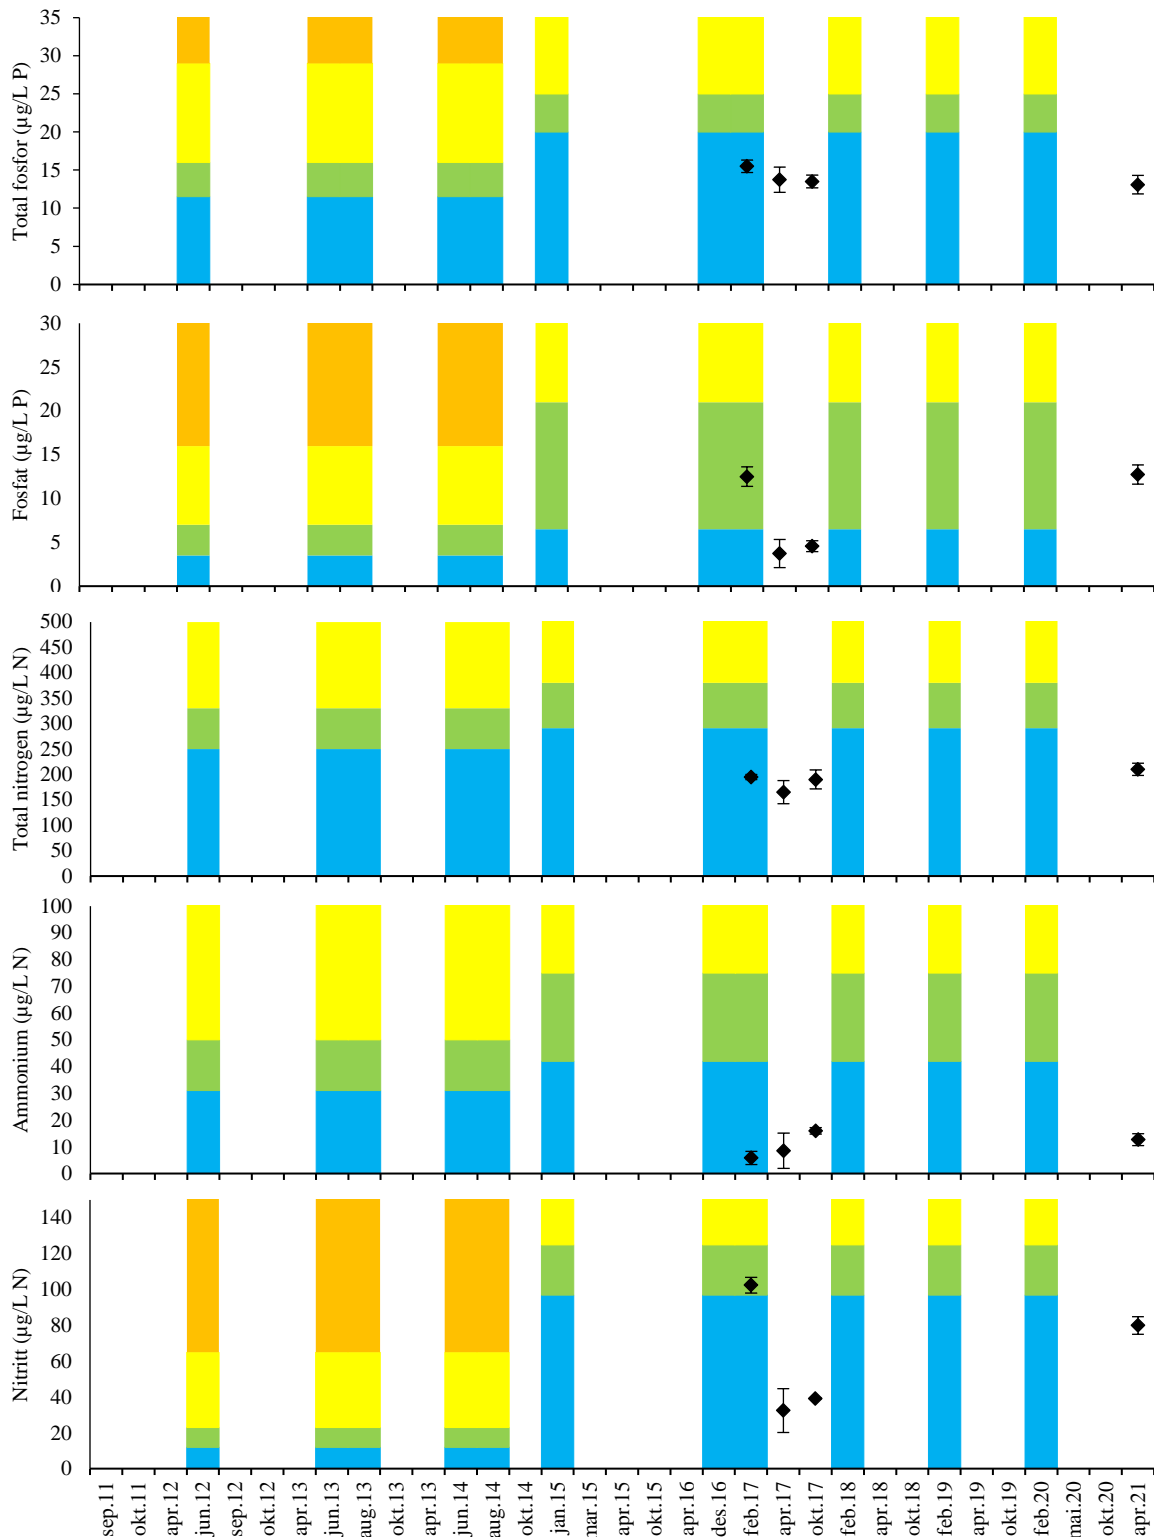 Total fosfor (µg/L P)
35
30
25
20
15
10
5
0
Fosfat (µg/L P)
30
25
20
15
10
5
0
Total nitrogen (µg/L N)
500
450
400
350
300
250
200
150
100
50
0
Ammonium (µg/L N)
100
90
80
70
60
50
40
30
20
10
0
Nitritt (µg/L N)
140
120
100
80
60
40
20
0
sep.11
okt.11
apr.12
jun.12
sep.12
okt.12
apr.13
jun.13
aug.13
okt.13
apr.13
jun.14
aug.14
okt.14
jan.15
mar.15
apr.15
okt.15
apr.16
des.16
feb.17
apr.17
okt.17
feb.18
apr.18
okt.18
feb.19
apr.19
okt.19
feb.20
mai.20
okt.20
apr.21